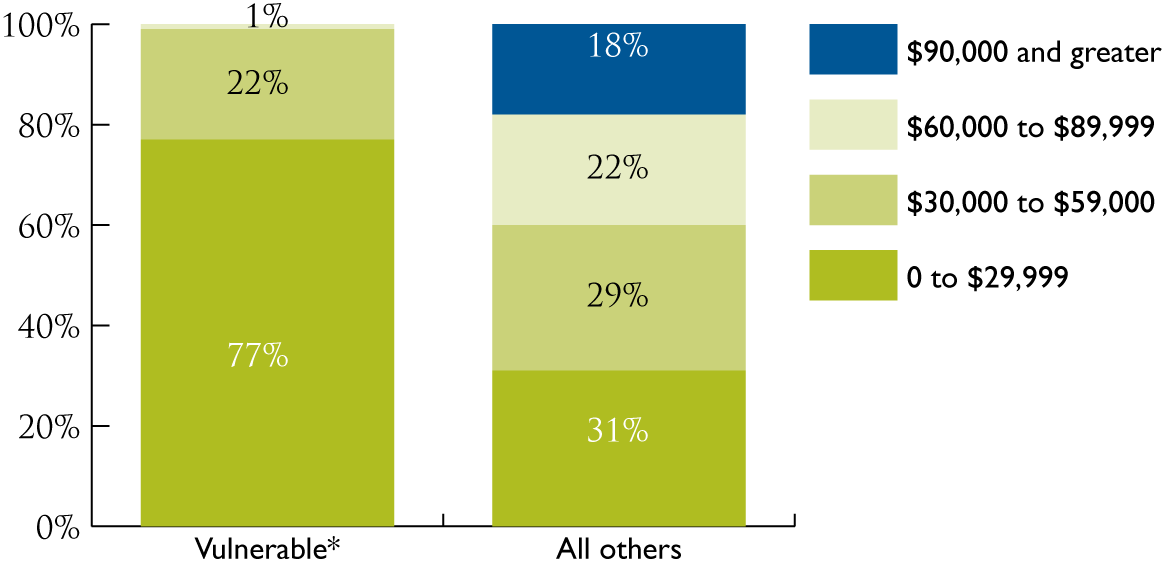 100%
80%
60%
40%
20%
0%
1%
22%
77%
18%
22%
29%
31%
Vulnerable*
All others
$90,000 and greater
$60,000 to $89,999
$30,000 to $59,000
0 to $29,999